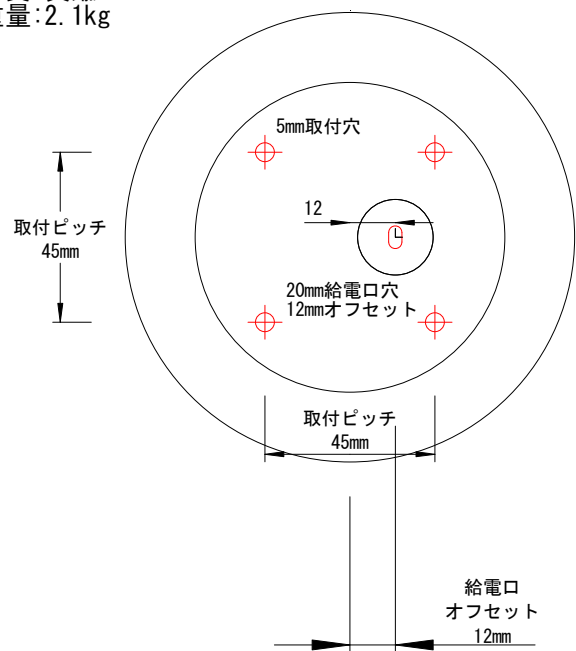 量:2.1kg
5mm取付穴
取付ピッチ
45mm
12
20mm給電口穴
12mmオフセット
取付ピッチ
45mm
給電口
オフセット
12mm